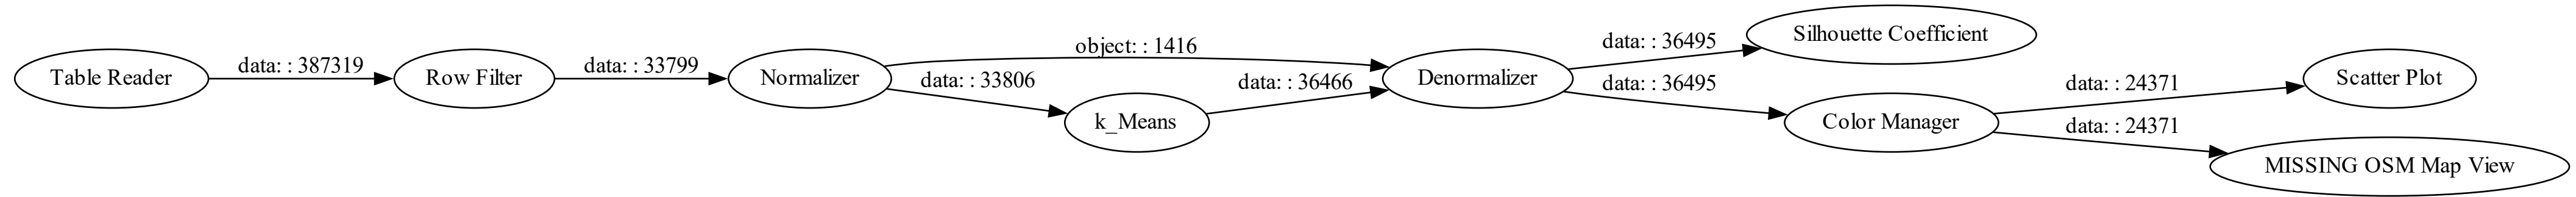 Table Reader
data: : 387319
Row Filter
data: : 33799
Normalizer
object: : 1416
data: : 33806
k_Means
data: : 36466
Denormalizer
data: : 36495
data: : 36495
Silhouette Coefficient
Color Manager
data: : 24371
data: : 24371
Scatter Plot
MISSING OSM Map View